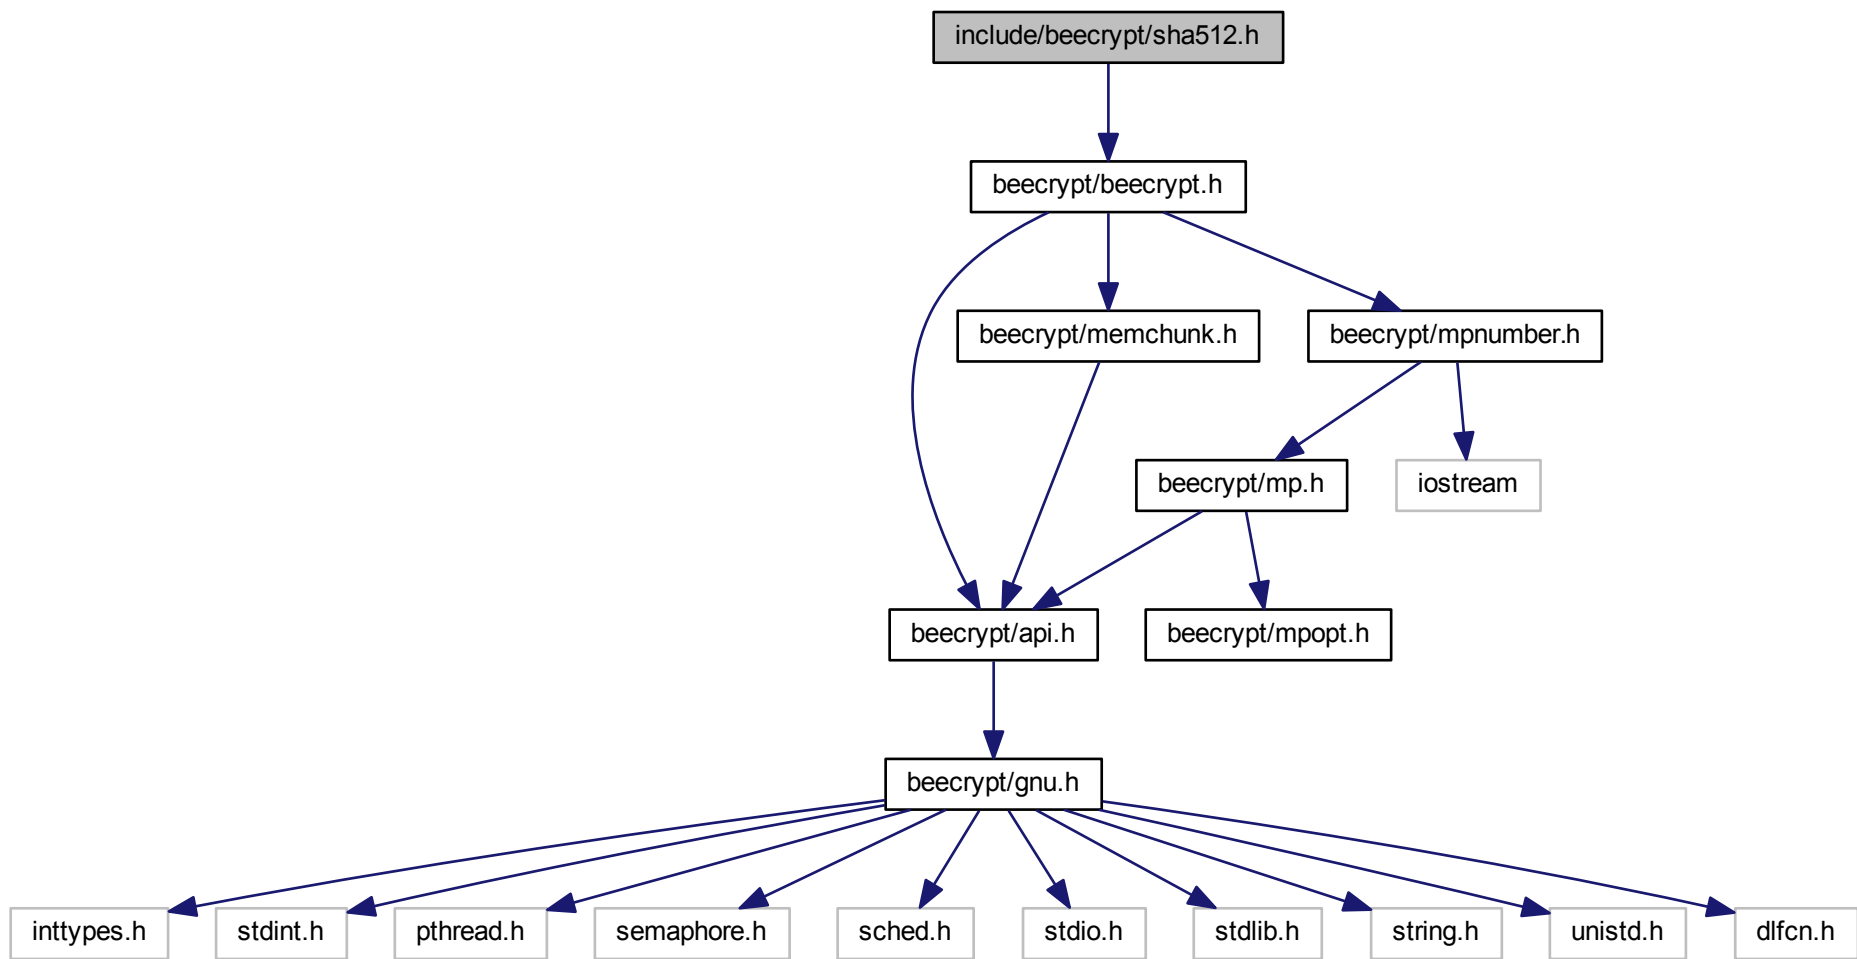 include/beecrypt/sha512.h
beecrypt/beecrypt.h
beecrypt/memchunk.h
beecrypt/mpnumber.h
beecrypt/mp.h
iostream
beecrypt/api.h
beecrypt/mpopt.h
beecrypt/gnu.h
inttypes.h
stdint.h
pthread.h
semaphore.h
sched.h
stdio.h
stdlib.h
string.h
unistd.h
dlfcn.h